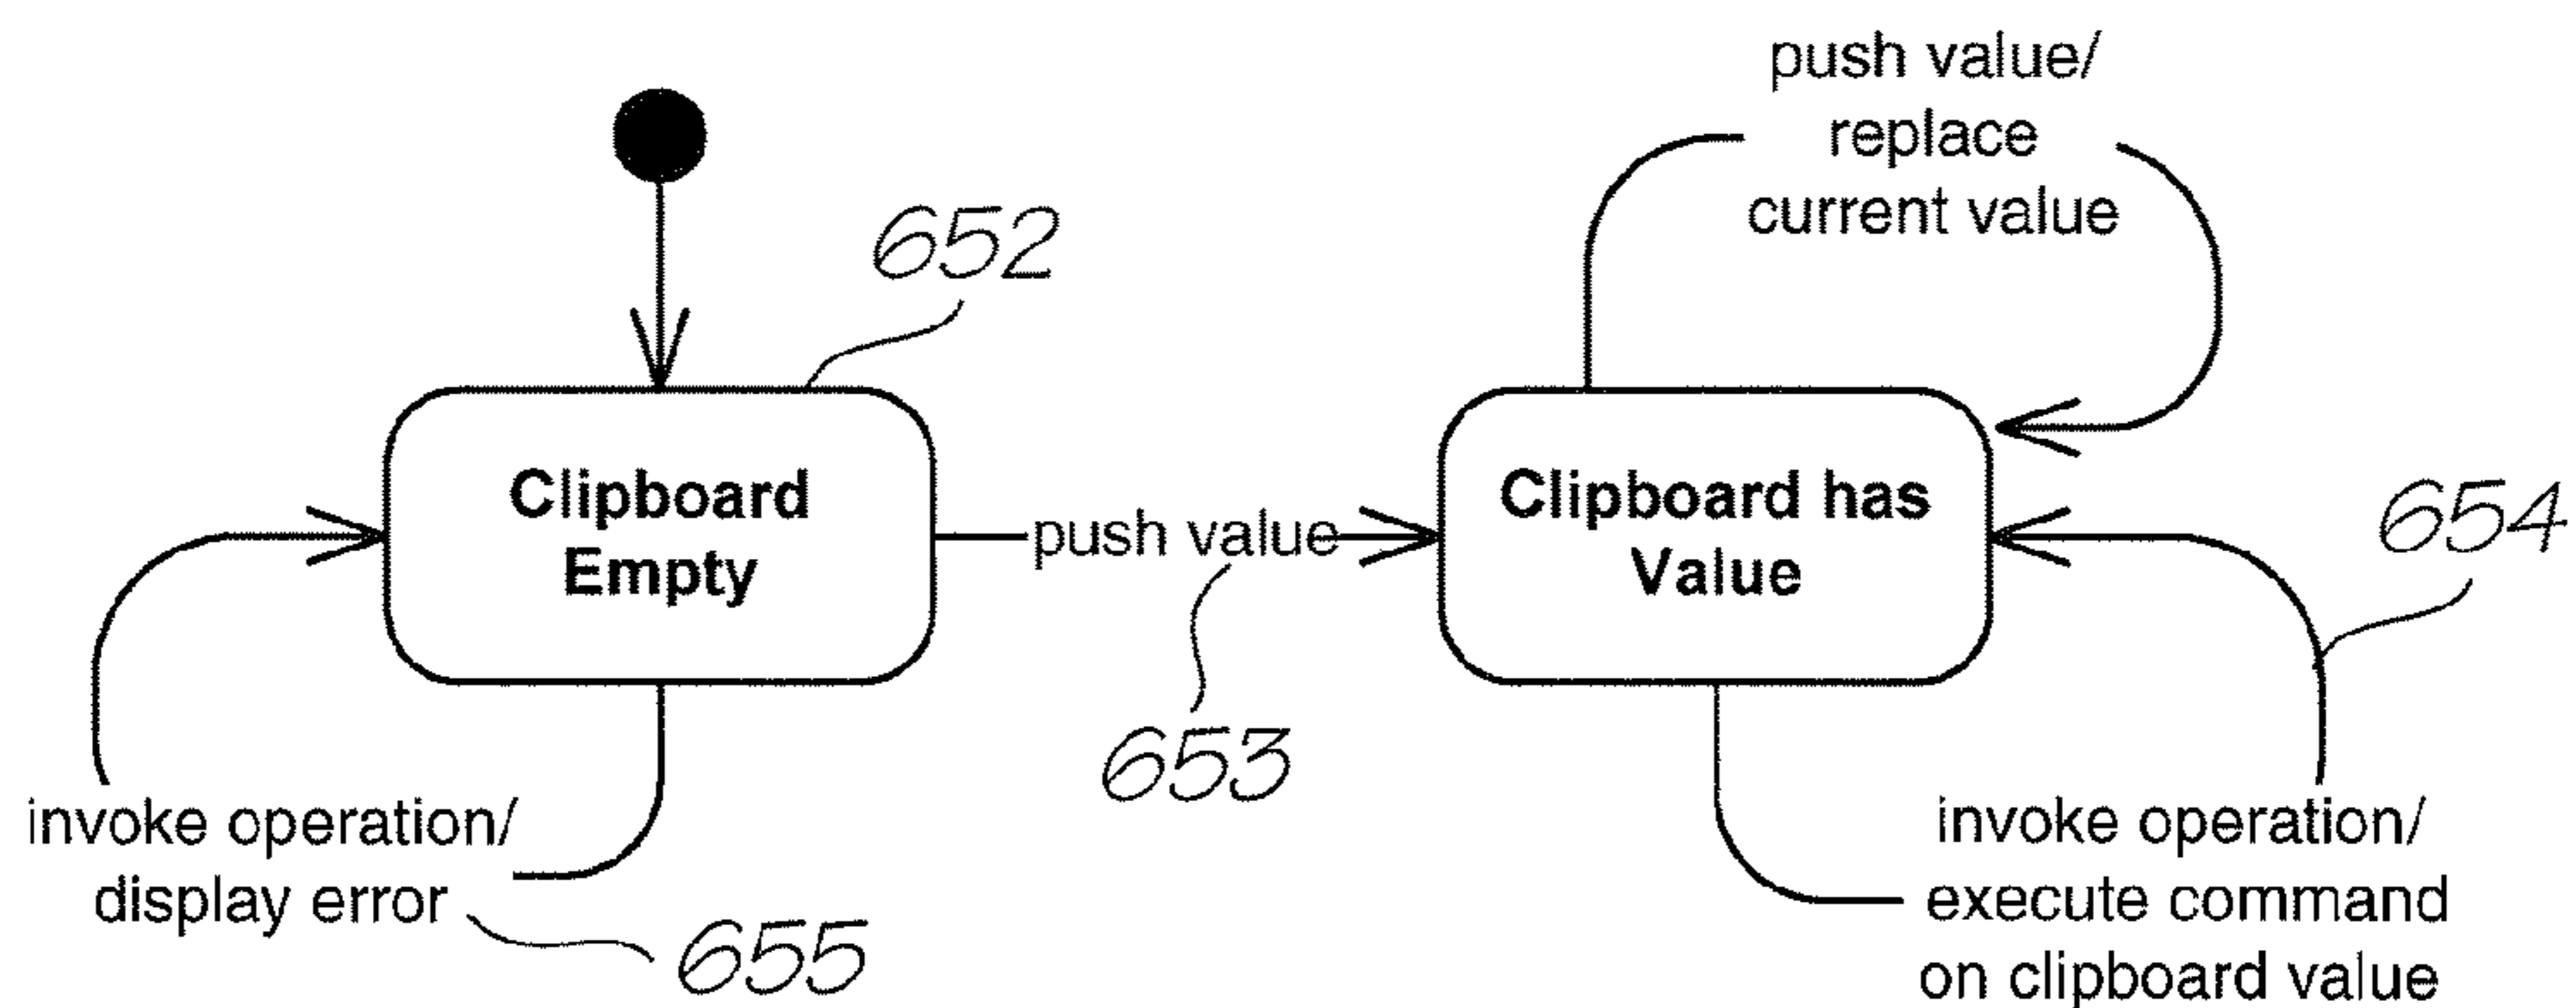 push value/
replace
current value
652
Clipboard
Empty
push value
Clipboard has
Value
654
653
invoke operation/
display error
655
invoke operation/
execute command
on clipboard value